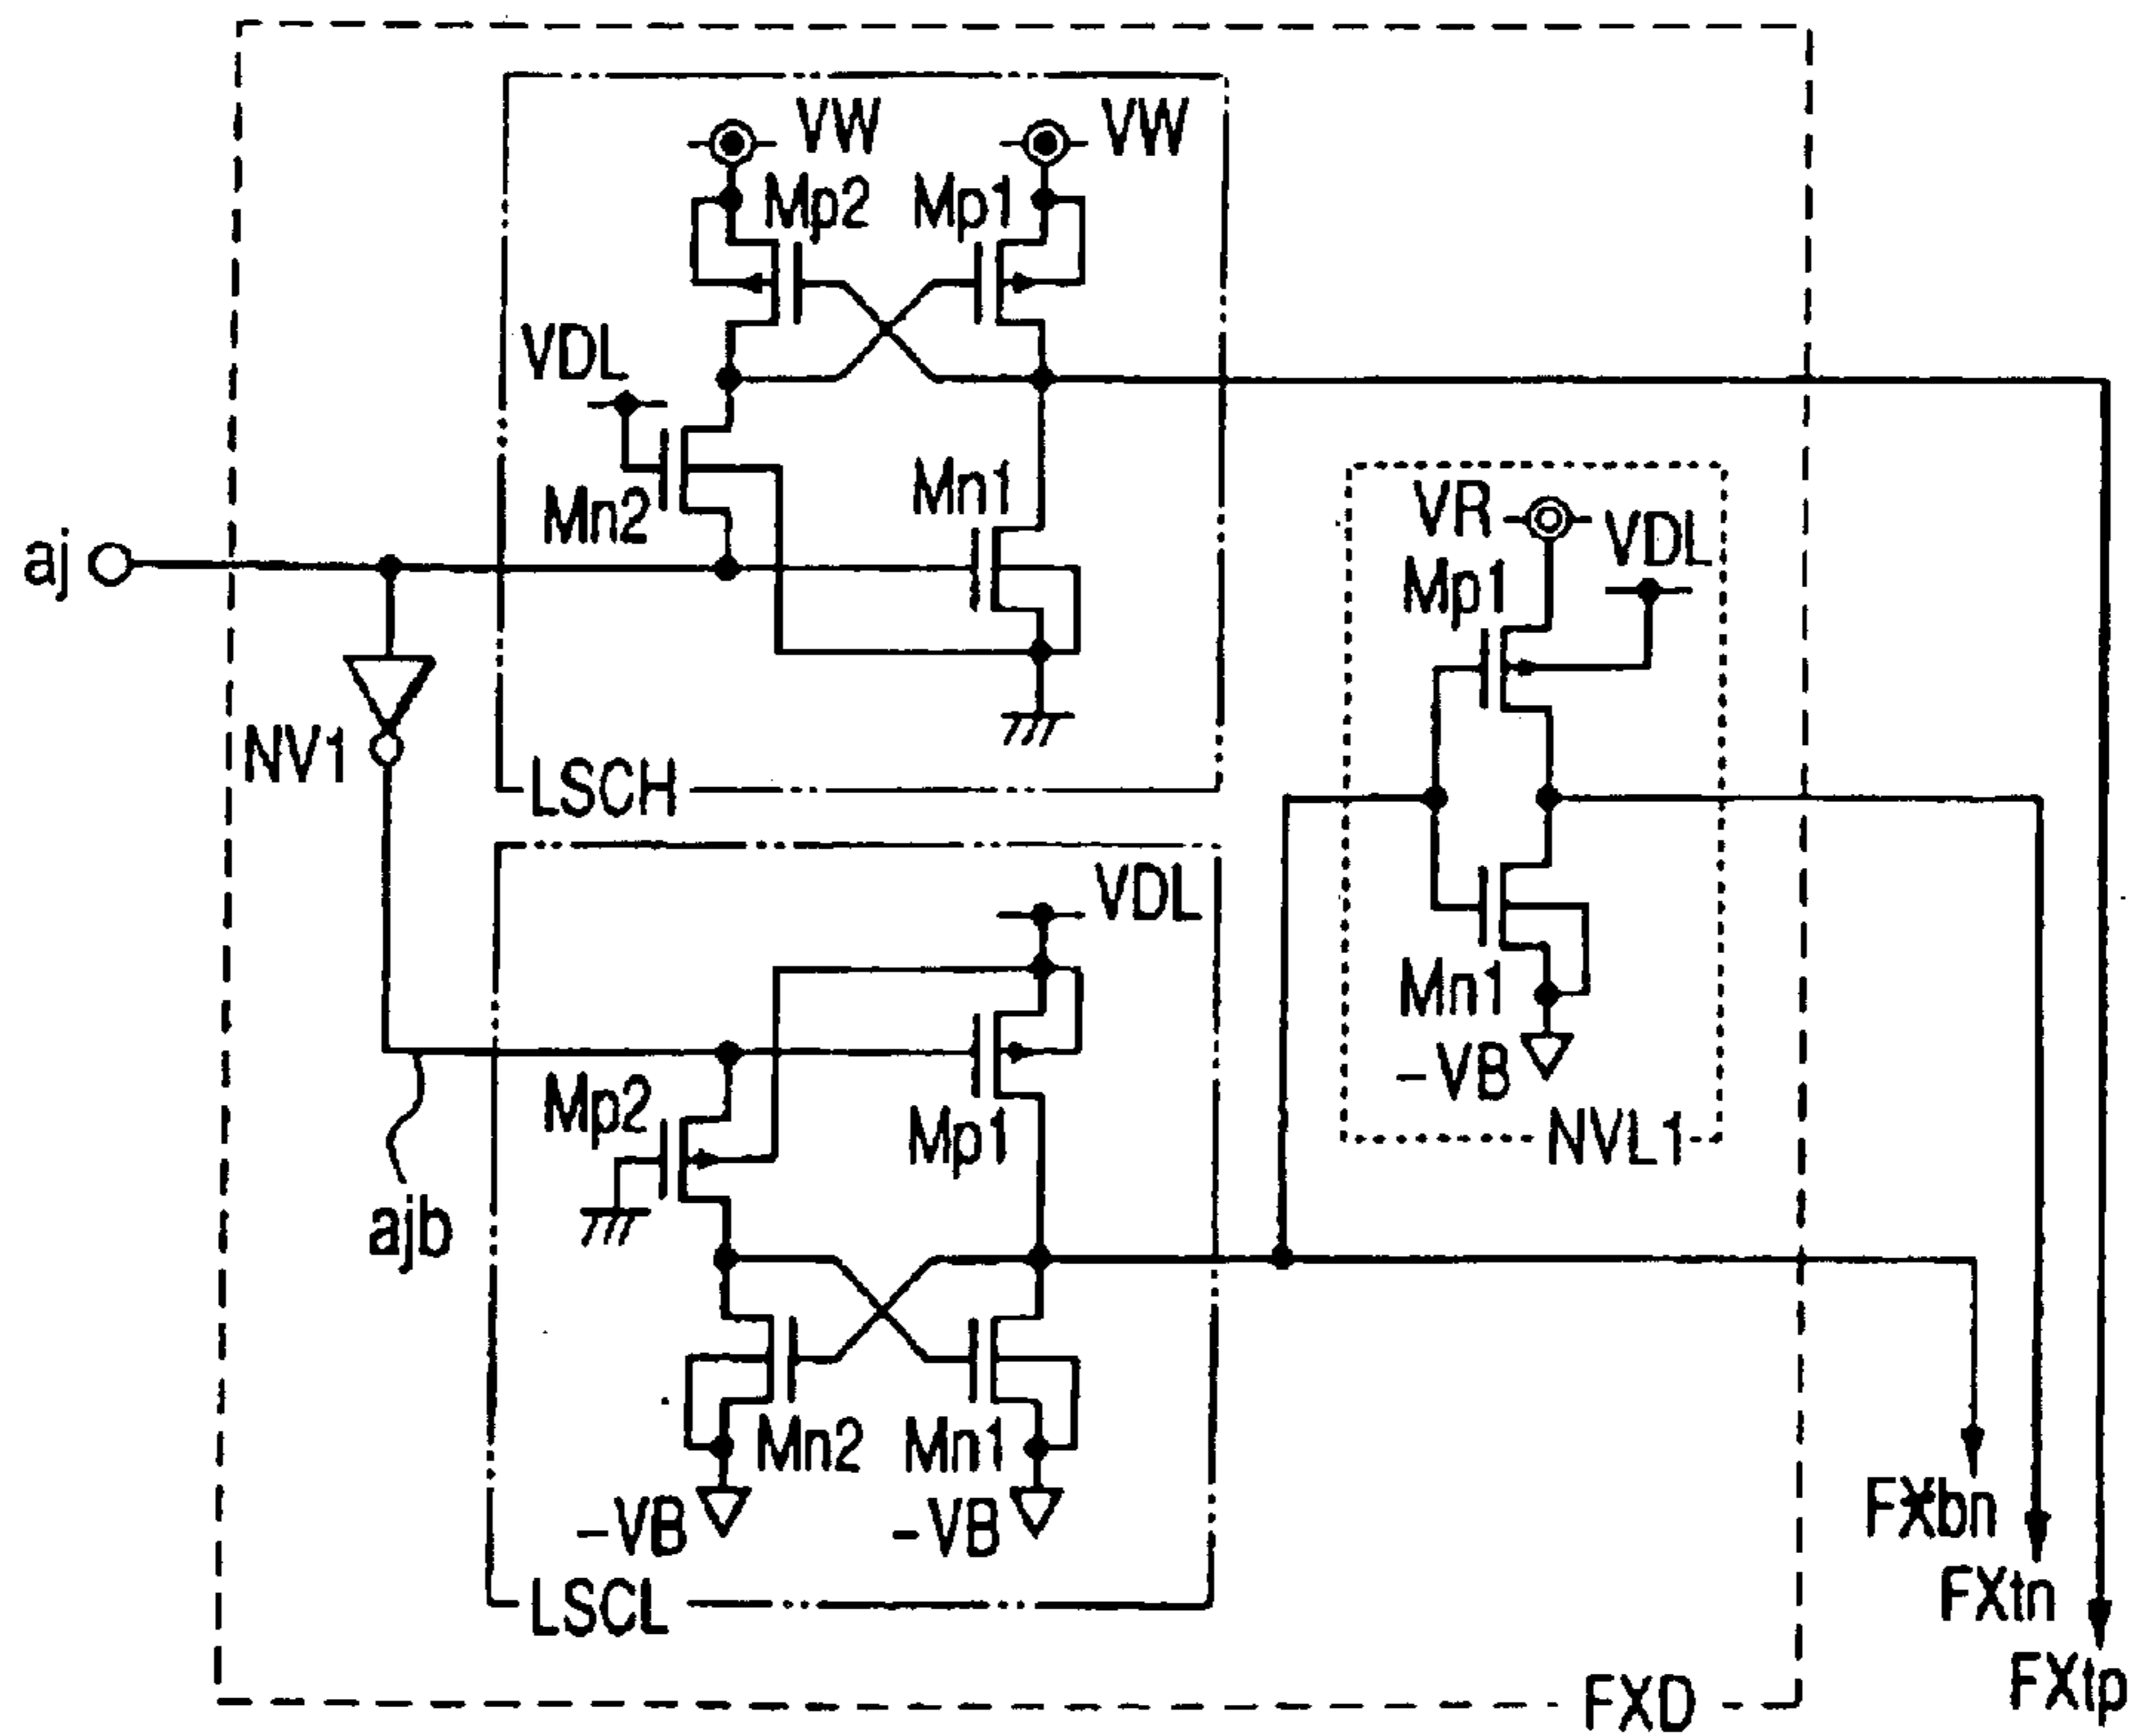 VW
VW
Mp2
Mp1
VDL
Mn2
Mn1
aj
NV1
LSCH
VR
VDL
Mp1
Mn1
-VB
NVL1
VDL
Mp2
Mp1
ajb
Mn2
Mn1
-VB
-VB
LSCL
FXbn
FXtn
FXtp
FXD